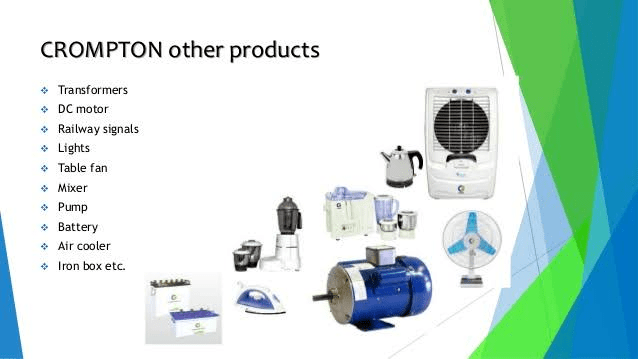 CROMPTON other products
Transformers
DC motor
Railway signals
Lights
Table fan
Mixer
Pump
Battery
Air cooler
Iron box etc.